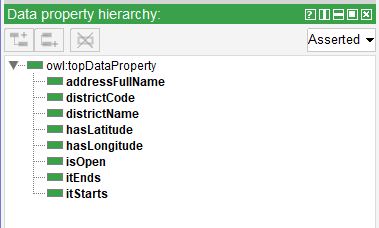 Data property hierarchy:
Asserted
owl:topDataProperty
addressFullName
districtCode
districtName
hasLatitude
hasLongitude
isOpen
itEnds
itStarts